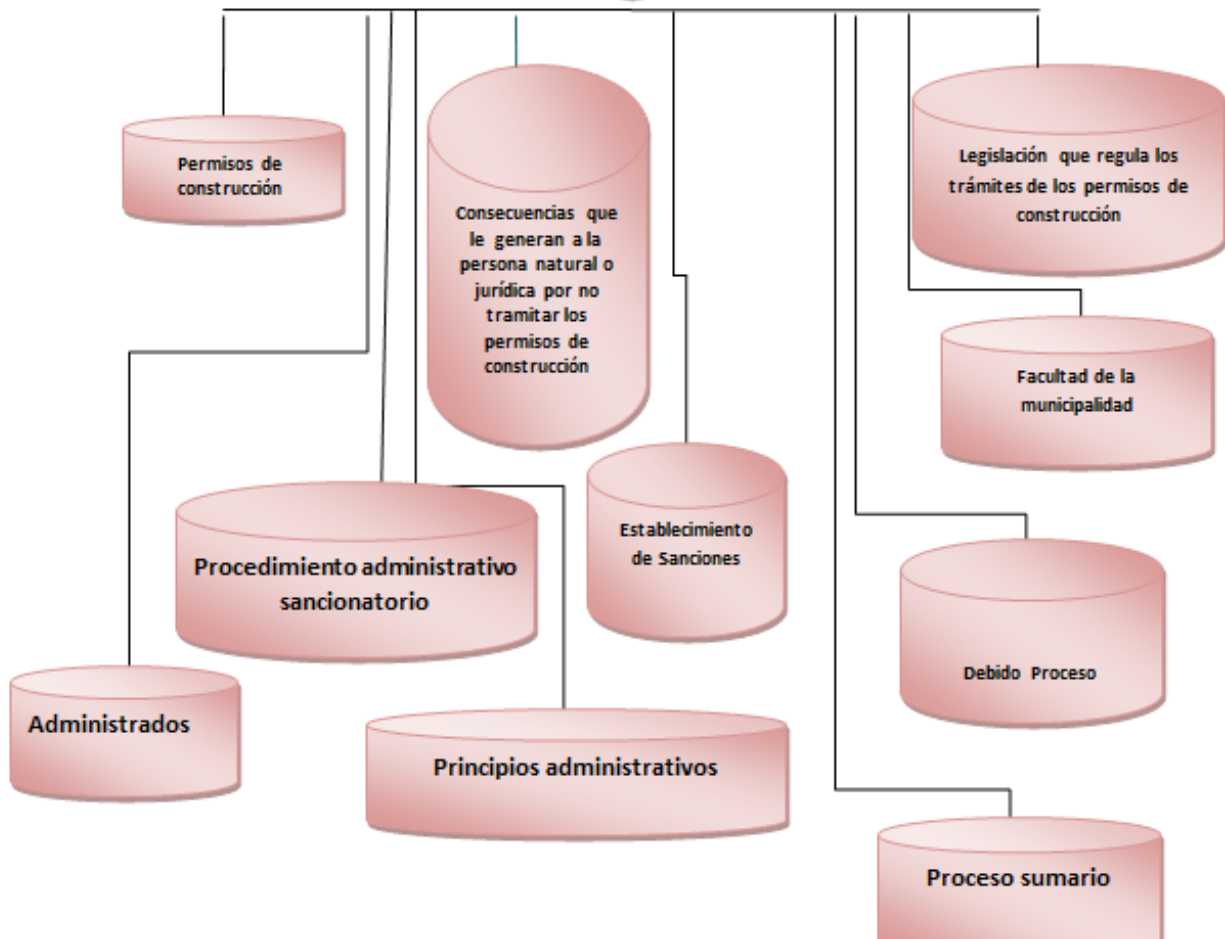 Permisos de
construcción
Consecuencias que
le generan a la
persona natural o
jurídica por no
tramitar los
permisos de
construcción
Legislación que regula los
trámites de los permisos de
construcción
Facultad de la
municipalidad
Procedimiento administrativo
sancionatorio
Establecimiento
de Sanciones
Debido Proceso
Administrados
Principios administrativos
Proceso sumario